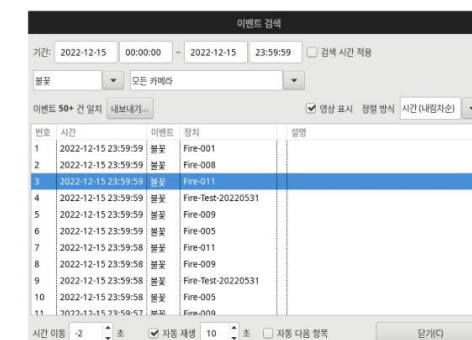 이벤트 검색
기간: 2022-12-15 00:00:00 ~ 2022-12-15 23:59:59 검색 시간 적용
불꽃 모든 카메라
이벤트 50+ 건 일치 내보내기... 영상 표시 정렬 방식 시간 (내림차순)
번호 시간 이벤트 장치 설명
1 2022-12-15 23:59:59 불꽃 Fire-001
2 2022-12-15 23:59:59 불꽃 Fire-008
3 2022-12-15 23:59:59 불꽃 Fire-011
4 2022-12-15 23:59:59 불꽃 Fire-Test-20220531
5 2022-12-15 23:59:59 불꽃 Fire-009
6 2022-12-15 23:59:59 불꽃 Fire-005
7 2022-12-15 23:59:58 불꽃 Fire-011
8 2022-12-15 23:59:58 불꽃 Fire-009
9 2022-12-15 23:59:58 불꽃 Fire-Test-20220531
10 2022-12-15 23:59:58 불꽃 Fire-005
11 2022-12-15 23:59:57 불꽃 Fire-009
시간 이동 -2 초 자동 재생 10 초 자동 다음 항목 닫기(C)